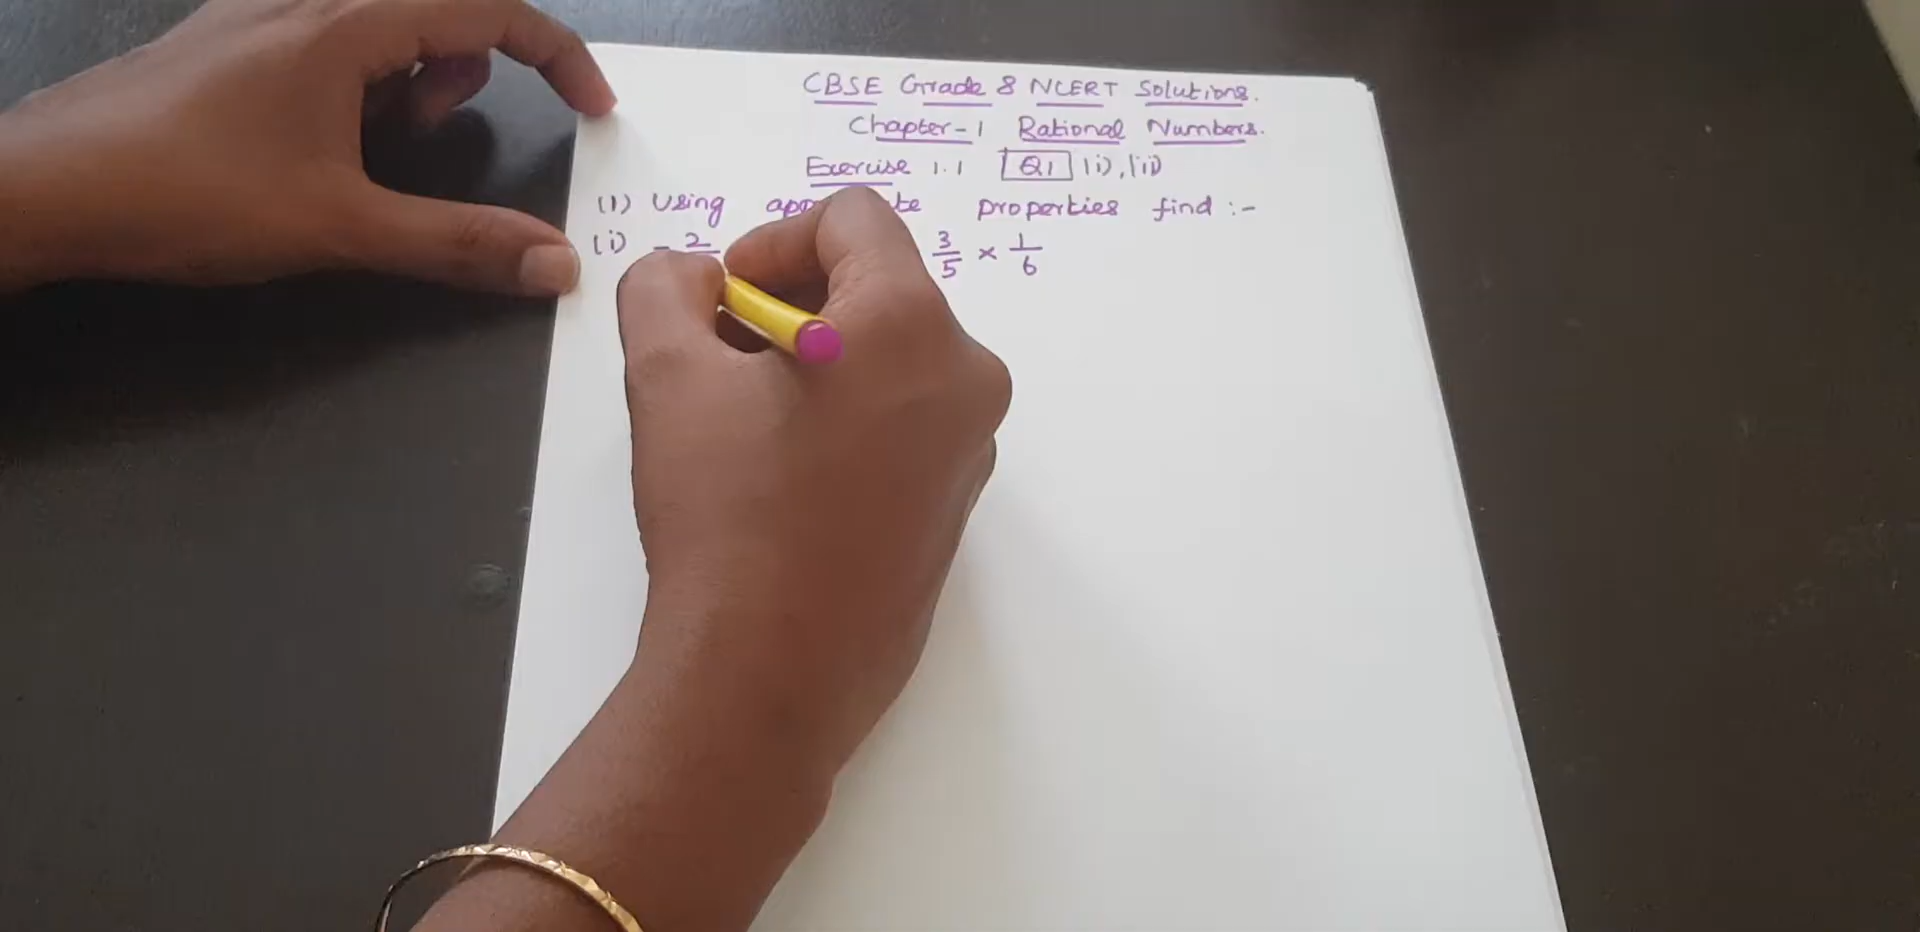 CBSE Grade 8 NCERT Solutions.
Chapter-1 Rational Numbers.
Exercise 1.1 Q1 (i), (ii)
(1) Using properties find :-
(i) - 2 3/5 × 1/6